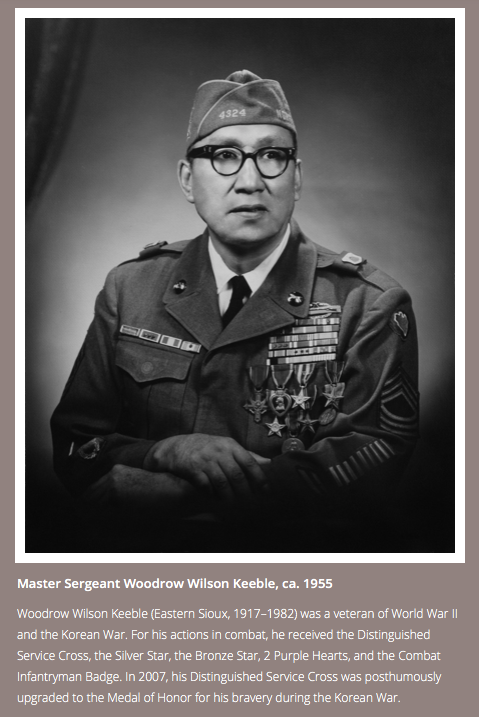 4324
Master Sergeant Woodrow Wilson Keeble, ca. 1955
Woodrow Wilson Keeble (Eastern Sioux, 1917–1982) was a veteran of World War II
and the Korean War. For his actions in combat, he received the Distinguished
Service Cross, the Silver Star, the Bronze Star, 2 Purple Hearts, and the Combat
Infantryman Badge. In 2007, his Distinguished Service Cross was posthumously
upgraded to the Medal of Honor for his bravery during the Korean War.